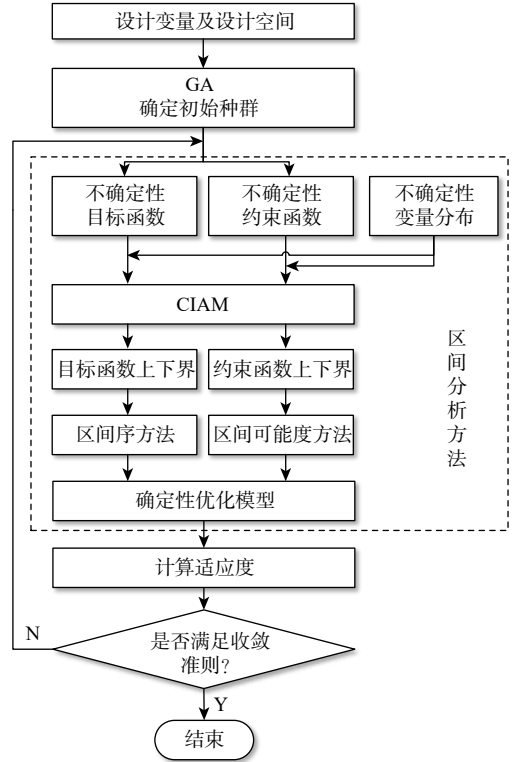 设计变量及设计空间
GA
确定初始种群
不确定性
目标函数
不确定性
约束函数
不确定性
变量分布
CIAM
目标函数上下界
约束函数上下界
区间序方法
区间可能度方法
确定性优化模型
区间分析方法
计算适应度
是否满足收敛
准则?
N
Y
结束